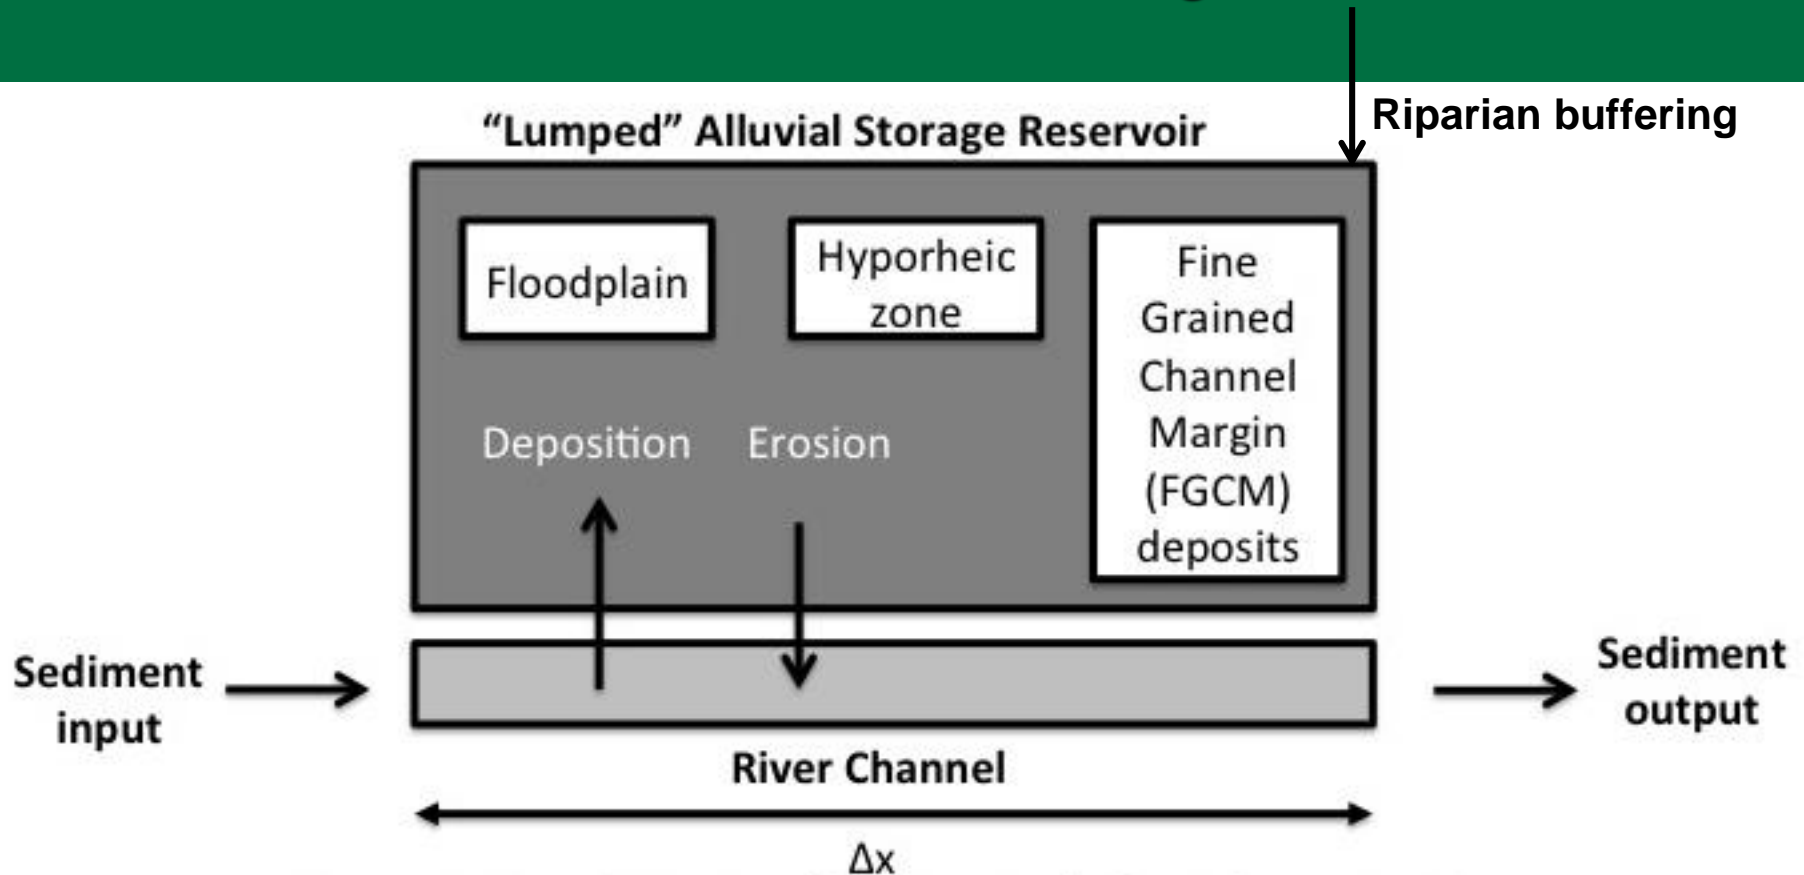 Riparian buffering
“Lumped” Alluvial Storage Reservoir
Floodplain
Hyporheic
zone
Fine
Grained
Channel
Margin
(FGCM)
deposits
Deposition
Erosion
Sediment
input
Sediment
output
River Channel
Δx